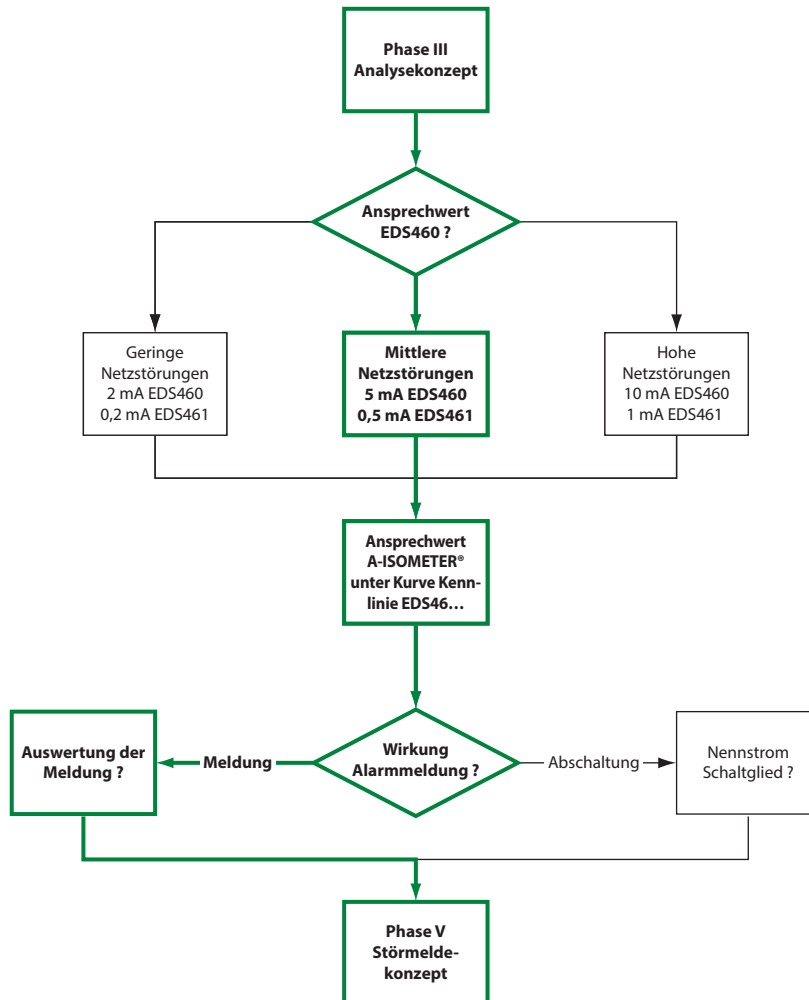 Phase III
Analysekonzept
Ansprechwert
EDS460 ?
Geringe
Netzstörungen
2 mA EDS460
0,2 mA EDS461
Mittlere
Netzstörungen
5 mA EDS460
0,5 mA EDS461
Hohe
Netzstörungen
10 mA EDS460
1 mA EDS461
Ansprechwert
A-ISOMETER®
unter Kurve Kenn-
linie EDS46…
Auswertung der
Meldung ?
Meldung
Wirkung
Alarmmeldung ?
Abschaltung
Nennstrom
Schaltglied ?
Phase V
Störmelde-
konzept